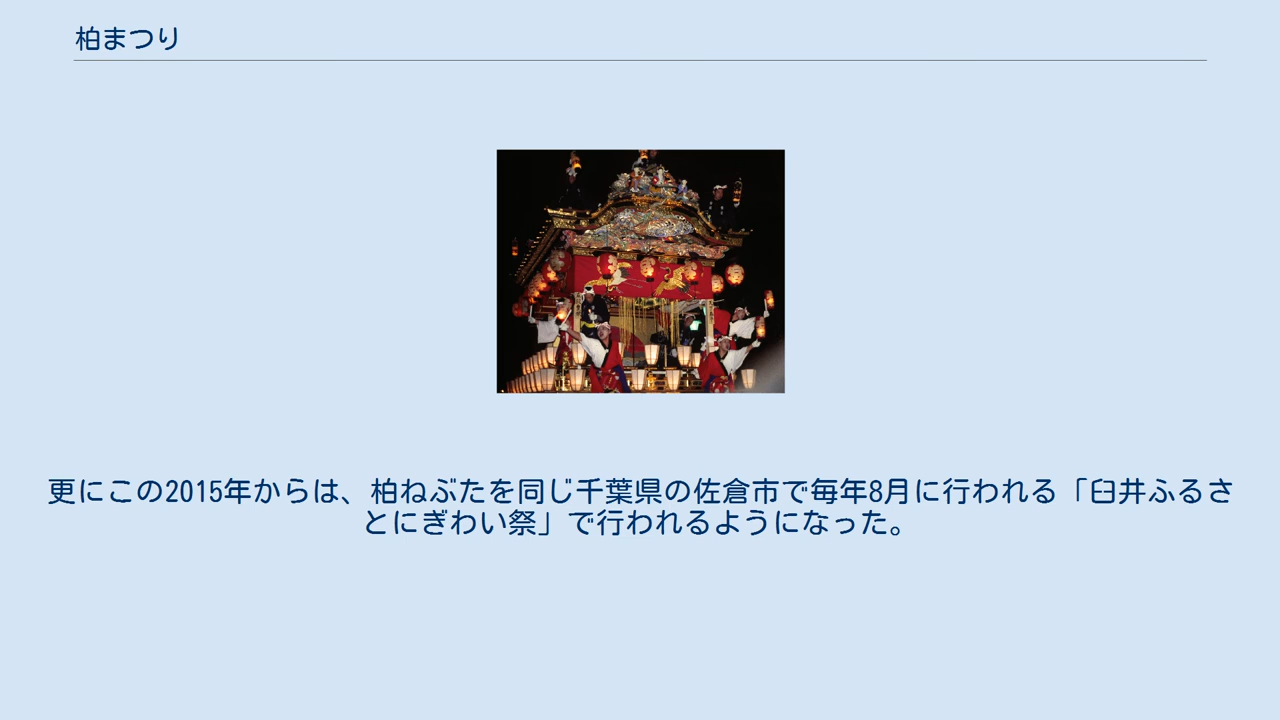 柏まつり
更にこの2015年からは、柏ねぶたを同じ千葉県の佐倉市で毎年8月に行われる「臼井ふるさ
とにぎわい祭」で行われるようになった。